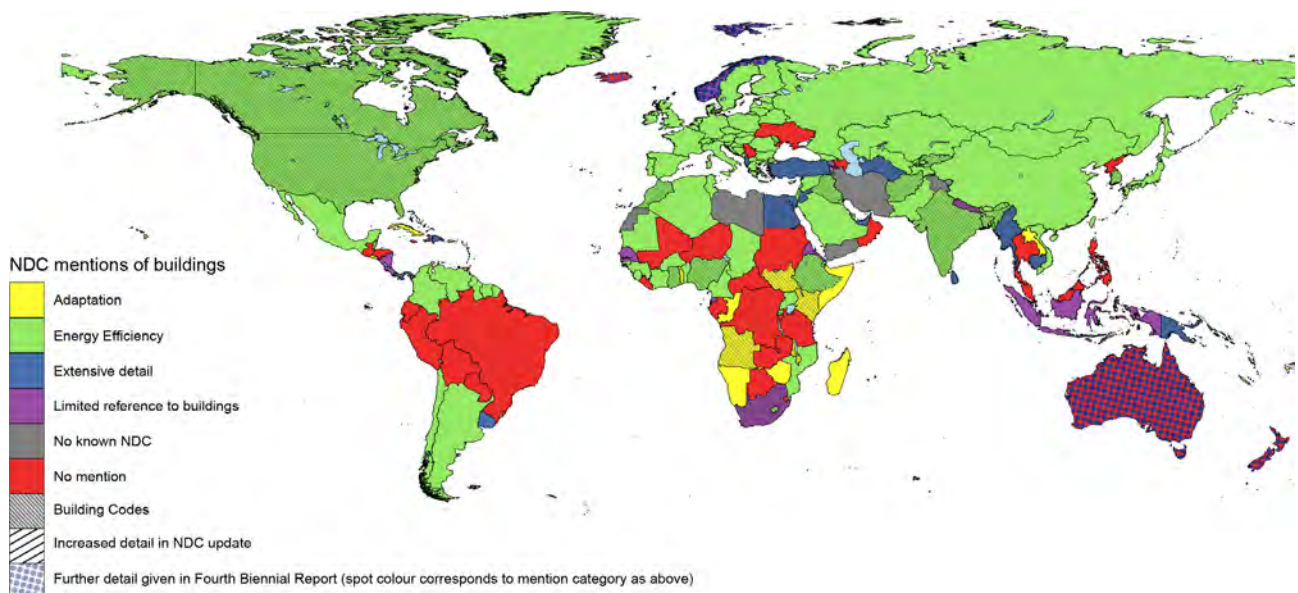 NDC mentions of buildings
Adaptation
Energy Efficiency
Extensive detail
Limited reference to buildings
No known NDC
No mention
Building Codes
Increased detail in NDC update
Further detail given in Fourth Biennial Report (spot colour corresponds to mention category as above)